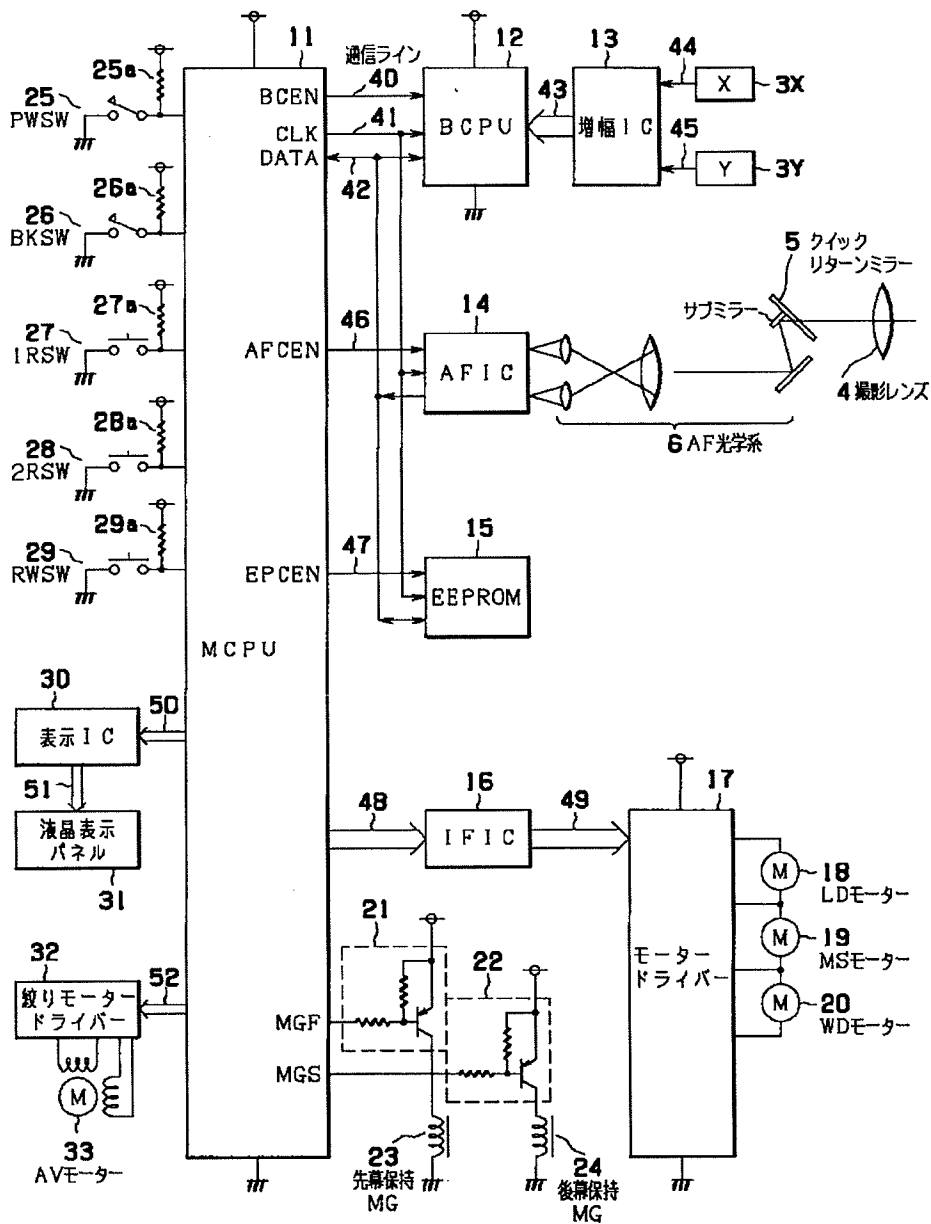 11
通信ライン
12
13
44
25a
40
43
X
3X
25
PWSW
BCEN
BCPU
増幅IC
CLK
41
45
DATA
42
Y
3Y
26a
26
BKSW
5 クイック
リターンミラー
サブミラー
27a
14
27
1RSW
46
AFCEN
AFIC
4 撮影レンズ
28a
6 AF光学系
28
2RSW
29a
15
29
RWSW
47
EPCEN
EEPROM
MCPU
30
50
表示IC
51
16
17
48
IFIC
49
液晶表示
パネル
31
M
18
LDモーター
21
M
19
MSモーター
モーター
ドライバー
32
52
22
M
20
WDモーター
絞りモーター
ドライバー
MGF
MGS
M
33
AVモーター
23
先幕保持
MG
24
後幕保持
MG